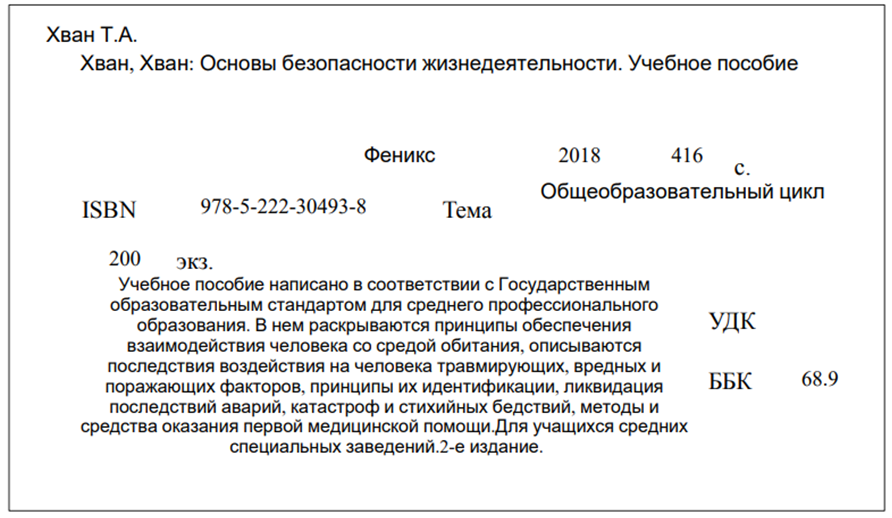 Хван Т.А.
Хван, Хван: Основы безопасности жизнедеятельности. Учебное пособие
Феникс 2018 416 с.
Общеобразовательный цикл
ISBN 978-5-222-30493-8 Тема
200 экз.
Учебное пособие написано в соответствии с Государственным
образовательным стандартом для среднего профессионального
образования. В нем раскрываются принципы обеспечения
взаимодействия человека со средой обитания, описываются
последствия воздействия на человека травмирующих, вредных и
поражающих факторов, принципы их идентификации, ликвидация
последствий аварий, катастроф и стихийных бедствий, методы и
средства оказания первой медицинской помощи.Для учащихся средних
специальных заведений.2-е издание.
УДК
ББК 68.9